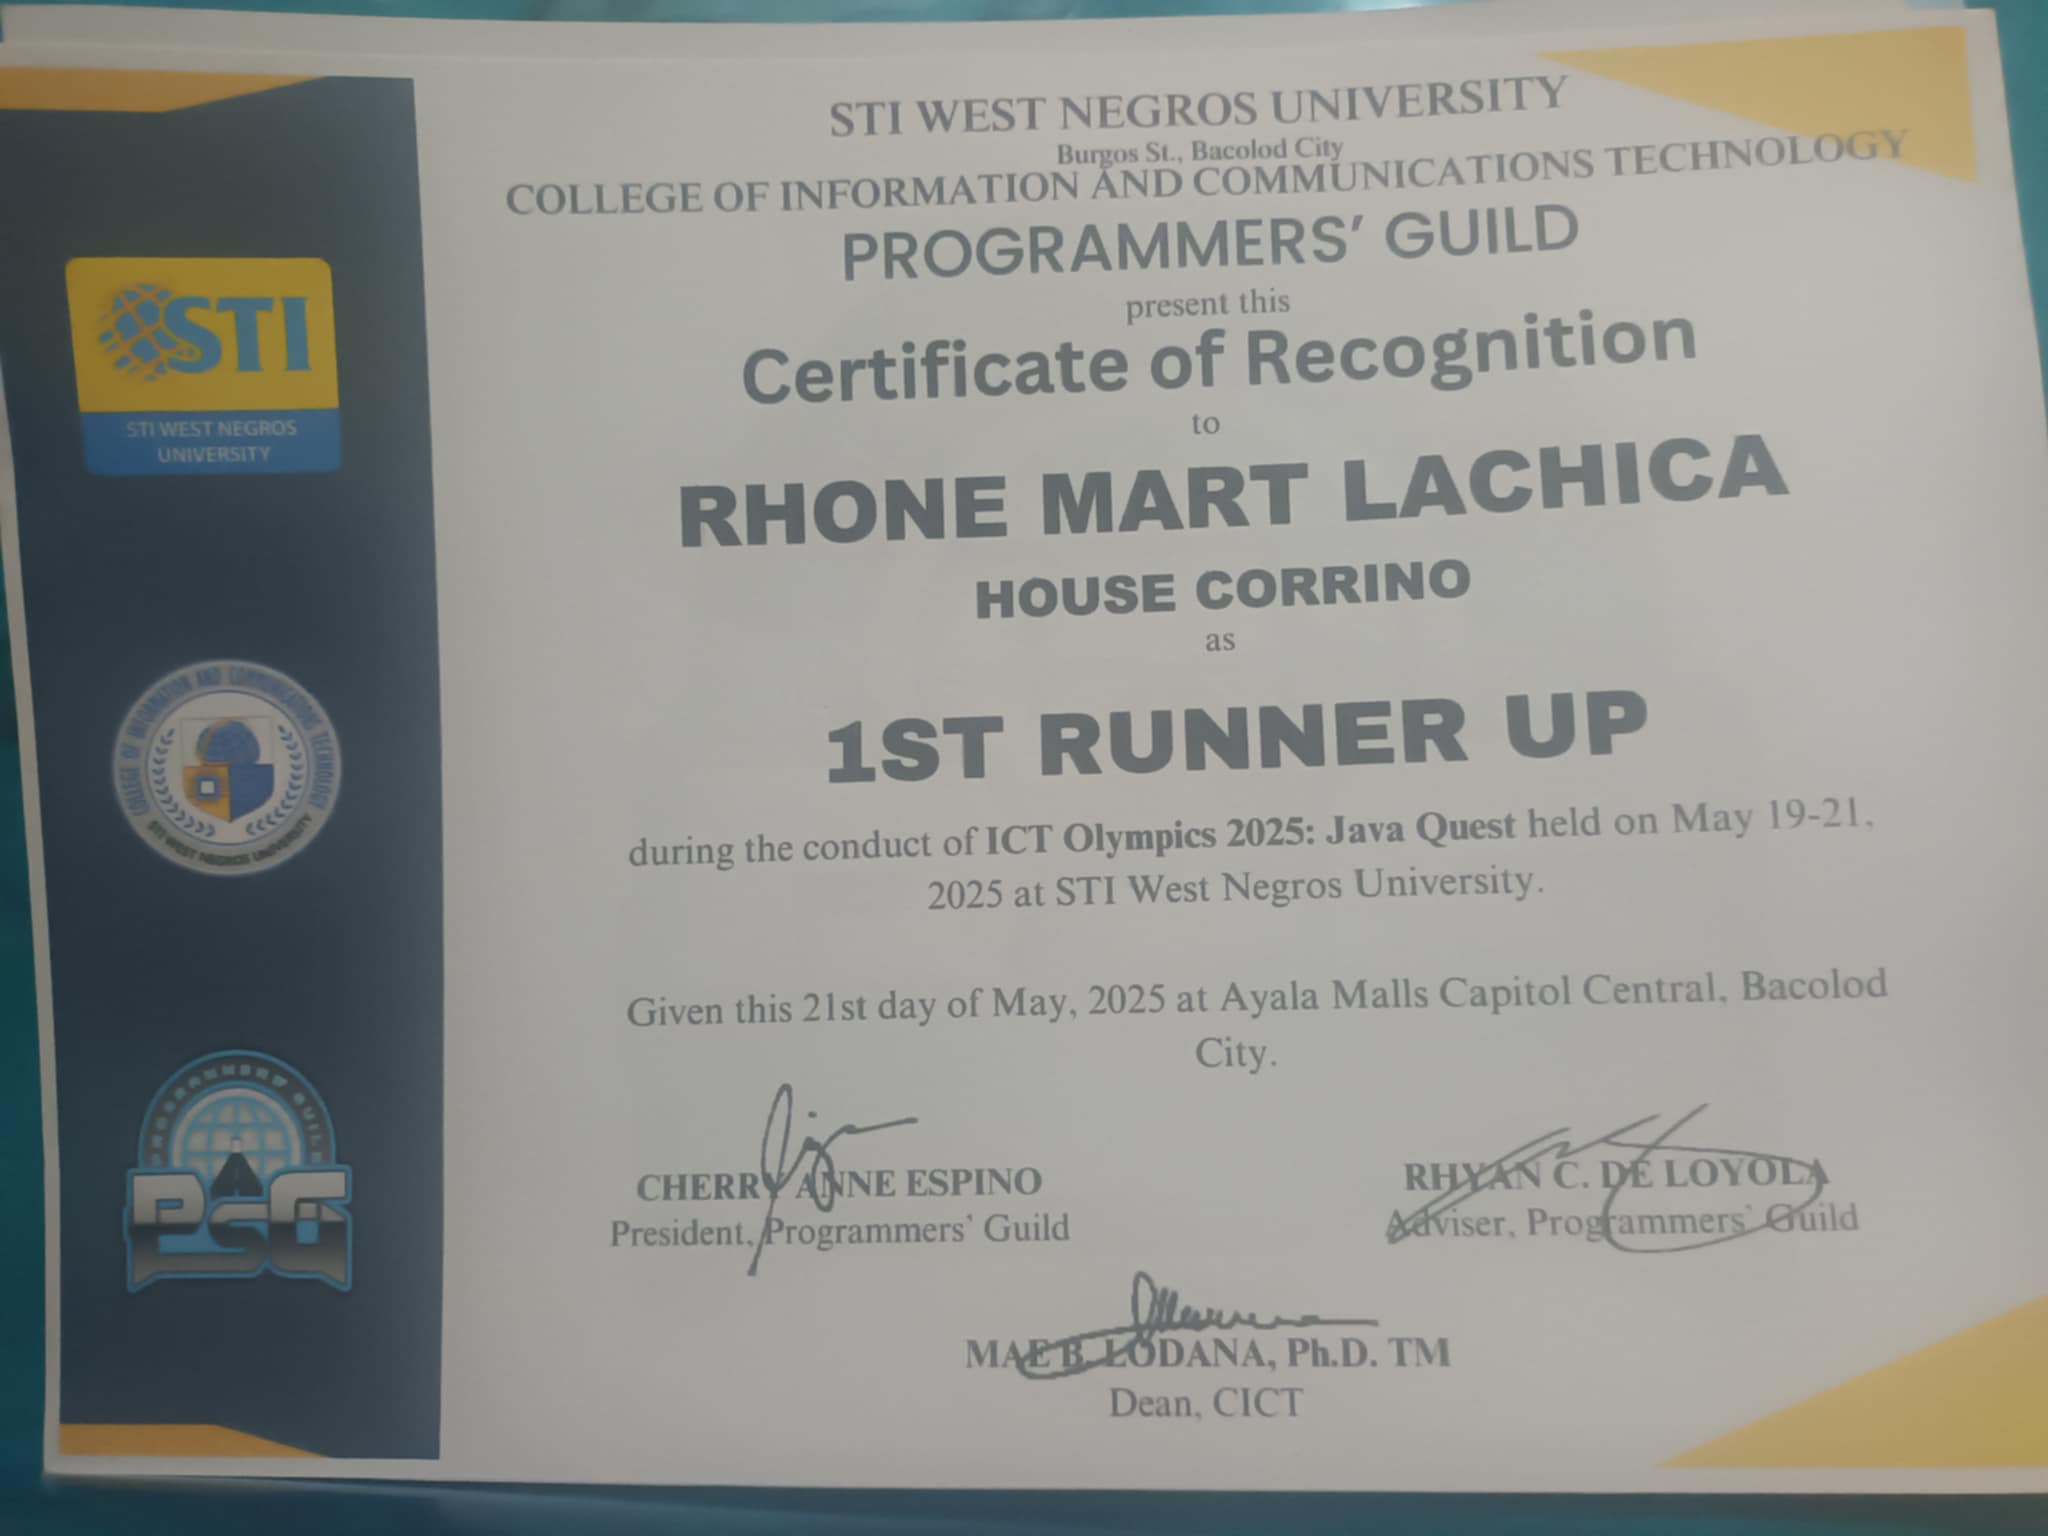 STI WEST NEGROS UNIVERSITY
Burgos St., Bacolod City
COLLEGE OF INFORMATION AND COMMUNICATIONS TECHNOLOGY
PROGRAMMERS' GUILD
present this
Certificate of Recognition
to
RHONE MART LACHICA
HOUSE CORRINO
as
1ST RUNNER UP
during the conduct of ICT Olympics 2025: Java Quest held on May 19-21,
2025 at STI West Negros University.
Given this 21st day of May, 2025 at Ayala Malls Capitol Central, Bacolod
City.
CHERRY ANNE ESPINO
President, Programmers' Guild
RHYAN C. DE LOYOLA
Adviser, Programmers' Guild
MAE B. LODANA, Ph.D. TM
Dean, CICT
STI
STI WEST NEGROS
UNIVERSITY
COLLEGE OF INFORMATION AND COMMUNICATIONS TECHNOLOGY
STI WEST NEGROS UNIVERSITY
PROGRAMMERS GUILD
PSG